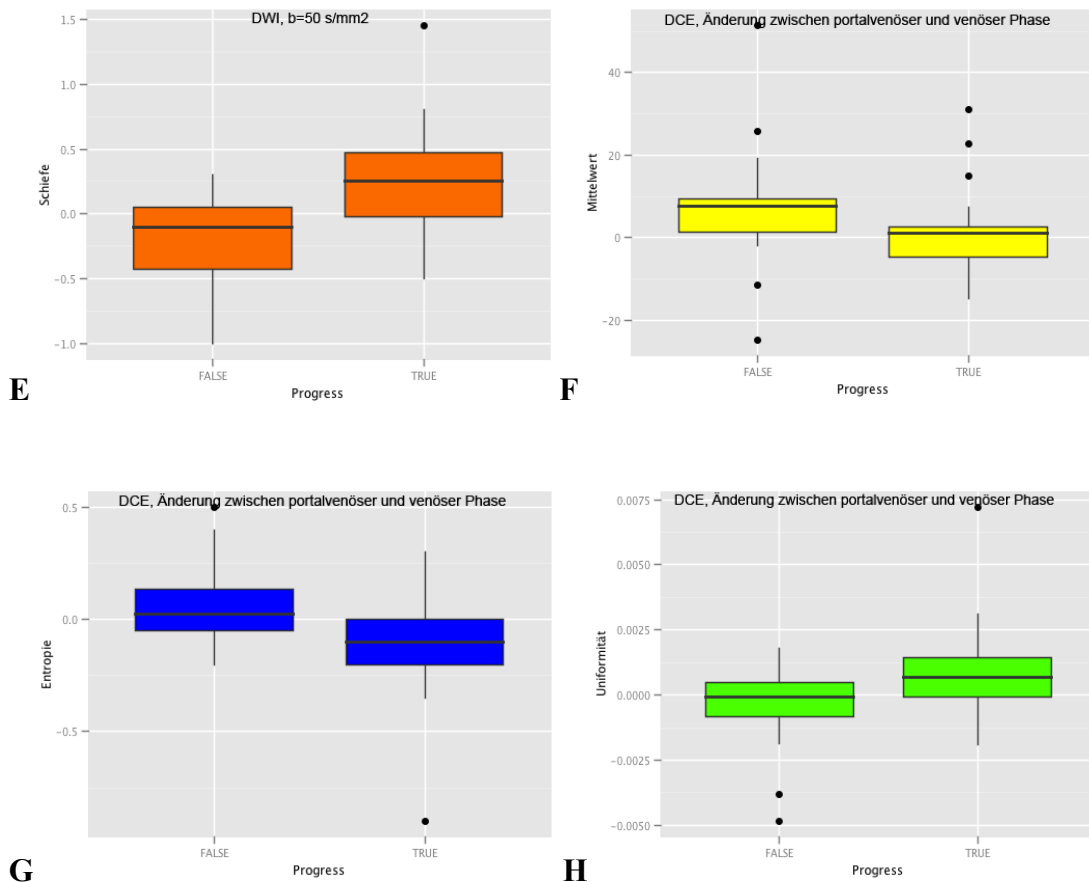 DWI, b=50 s/mm2
1.5
1.0
0.5
0.0
−0.5
−1.0
Schiefe
FALSE
TRUE
Progress
E
DCE, Änderung zwischen portalvenöser und venöser Phase
40
20
0
−20
Mittelwert
FALSE
TRUE
Progress
F
DCE, Änderung zwischen portalvenöser und venöser Phase
0.5
0.0
−0.5
Entropie
FALSE
TRUE
Progress
G
DCE, Änderung zwischen portalvenöser und venöser Phase
0.0075
0.0050
0.0025
0.0000
−0.0025
−0.0050
Uniformität
FALSE
TRUE
Progress
H